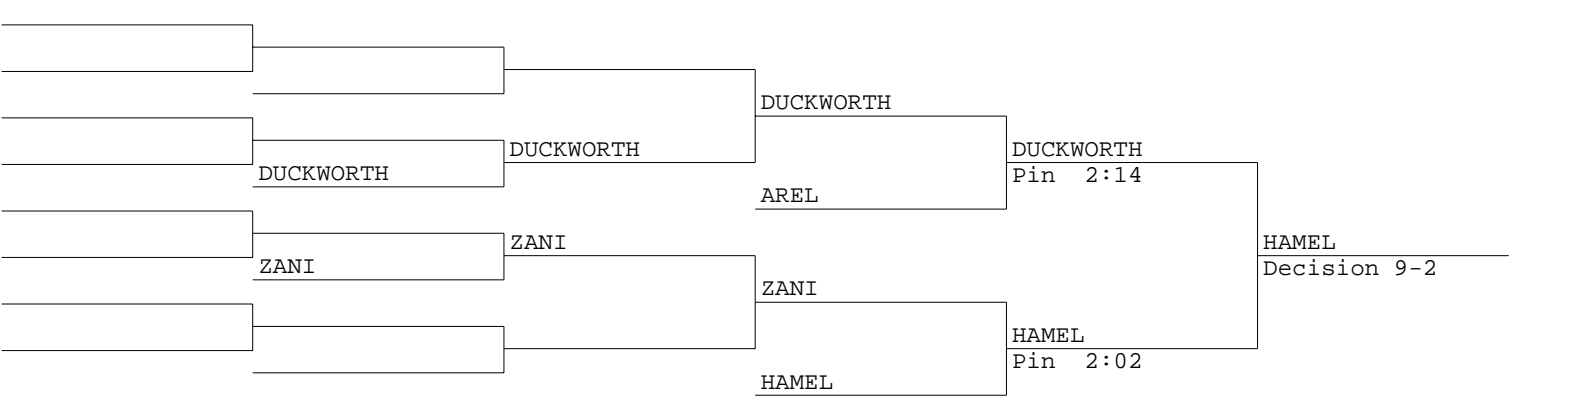 DUCKWORTH
DUCKWORTH
DUCKWORTH
DUCKWORTH
Pin 2:14
AREL
ZANI
HAMEL
ZANI
Decision 9-2
ZANI
HAMEL
Pin 2:02
HAMEL